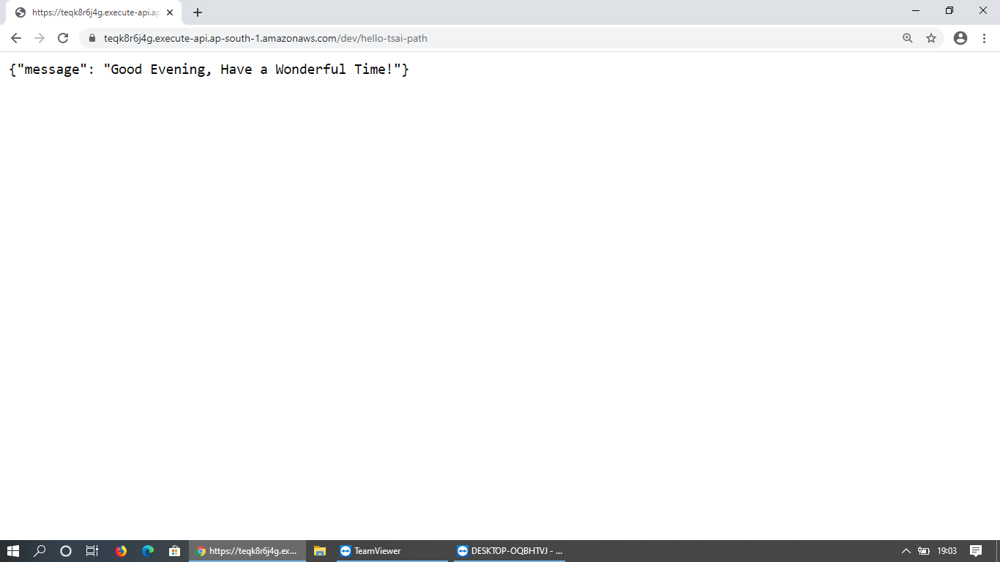 https://teqk8r6j4g.execute-api.ap
teqk8r6j4g.execute-api.ap-south-1.amazonaws.com/dev/hello-tsai-path
{"message": "Good Evening, Have a Wonderful Time!"}
https://teqk8r6j4g.ex...
TeamViewer
DESKTOP-OQBHTVJ - ...
19:03